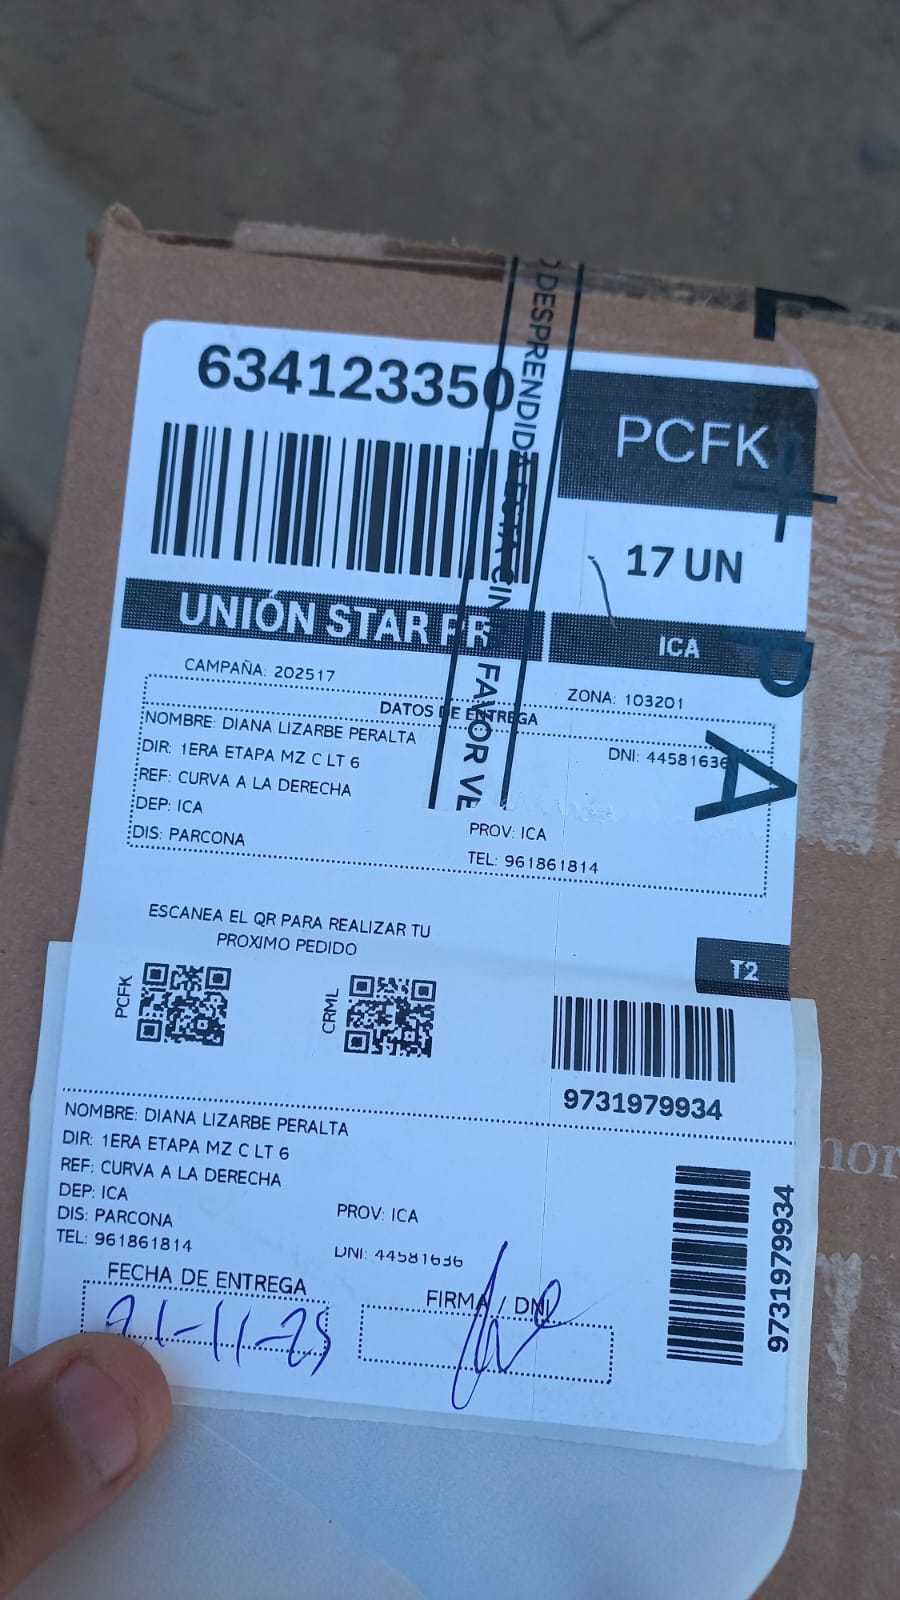 634123350
PCFK
17 UN
UNIÓN STAR PR
ICA
CAMPAÑA: 202517
ZONA: 103201
DATOS DE ENTREGA
NOMBRE: DIANA LIZARBE PERALTA
DNI: 44581636
DIR: 1ERA ETAPA MZ C LT 6
REF: CURVA A LA DERECHA
DEP: ICA
PROV: ICA
DIS: PARCONA
TEL: 961861814
DESPRENDIDA
FAVOR VE
PA
ESCANEA EL QR PARA REALIZAR TU
PROXIMO PEDIDO
T2
PCFK
CRML
9731979934
NOMBRE: DIANA LIZARBE PERALTA
DIR: 1ERA ETAPA MZ C LT 6
REF: CURVA A LA DERECHA
DEP: ICA
PROV: ICA
DIS: PARCONA
TEL: 961861814
DNI: 44581636
FECHA DE ENTREGA
21-11-25
FIRMA / DNI
9731979934